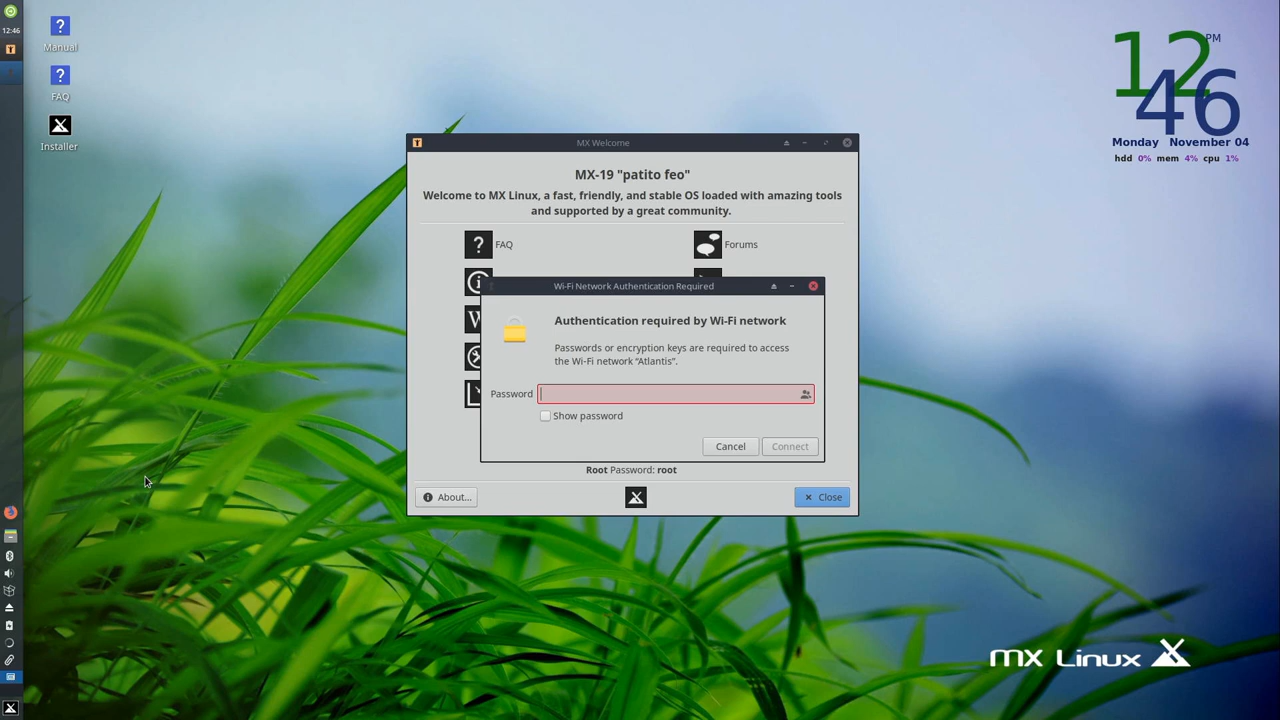 12:46
Manual
FAQ
Installer
12
PM
46
Monday November 04
hdd 0% mem 4% cpu 1%
MX Welcome
MX-19 "patito feo"
Welcome to MX Linux, a fast, friendly, and stable OS loaded with amazing tools
and supported by a great community.
FAQ
Forums
Wi-Fi Network Authentication Required
Authentication required by Wi-Fi network
Passwords or encryption keys are required to access
the Wi-Fi network “Atlantis”.
Password
Show password
Cancel
Connect
Root Password: root
About...
Close
mx Linux